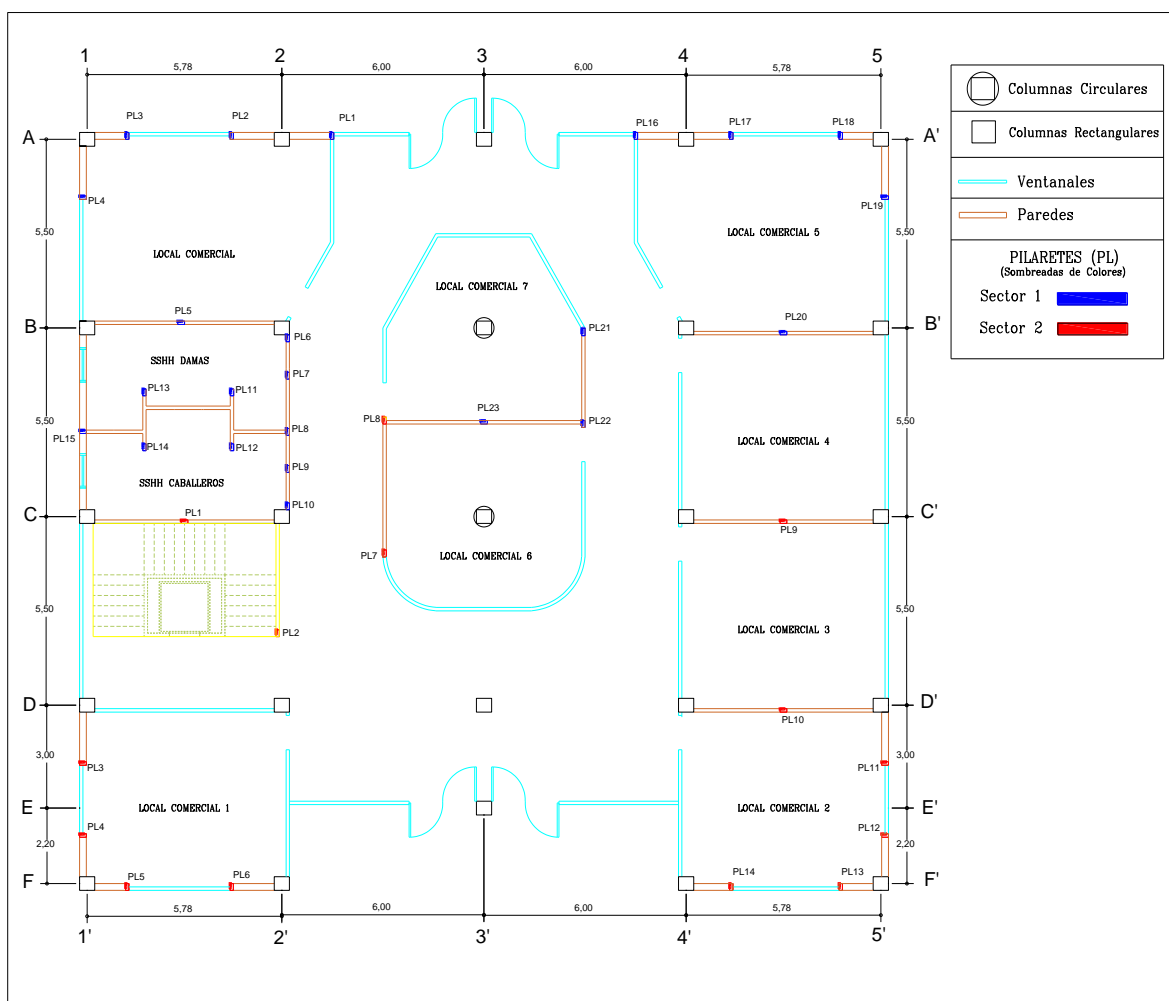 1 2 3 4 5
5,78 6,00 6,00 5,78
PL3 PL2 PL1 PL16 PL17 PL18
A A'
PL4 PL19
5,50 LOCAL COMERCIAL LOCAL COMERCIAL 5 5,50
LOCAL COMERCIAL 7
PL5 PL21 PL20
B B'
PL6
SSHH DAMAS
PL7
PL13 PL11
5,50 PL8 PL23 PL22 5,50
PL15 PL8
PL14 PL12 LOCAL COMERCIAL 4
PL9
SSHH CABALLEROS
PL10
C PL1 C'
PL9
PL7 LOCAL COMERCIAL 6
5,50 5,50
PL2 LOCAL COMERCIAL 3
D D'
PL10
3,00 3,00
PL3 PL11
E LOCAL COMERCIAL 1 LOCAL COMERCIAL 2 E'
PL4 PL12
2,20 2,20
PL5 PL6 PL14 PL13
F F'
5,78 6,00 6,00 5,78
1' 2' 3' 4' 5'
Columnas Circulares
Columnas Rectangulares
Ventanales
Paredes
PILARETES (PL)
(Sombreadas de Colores)
Sector 1
Sector 2